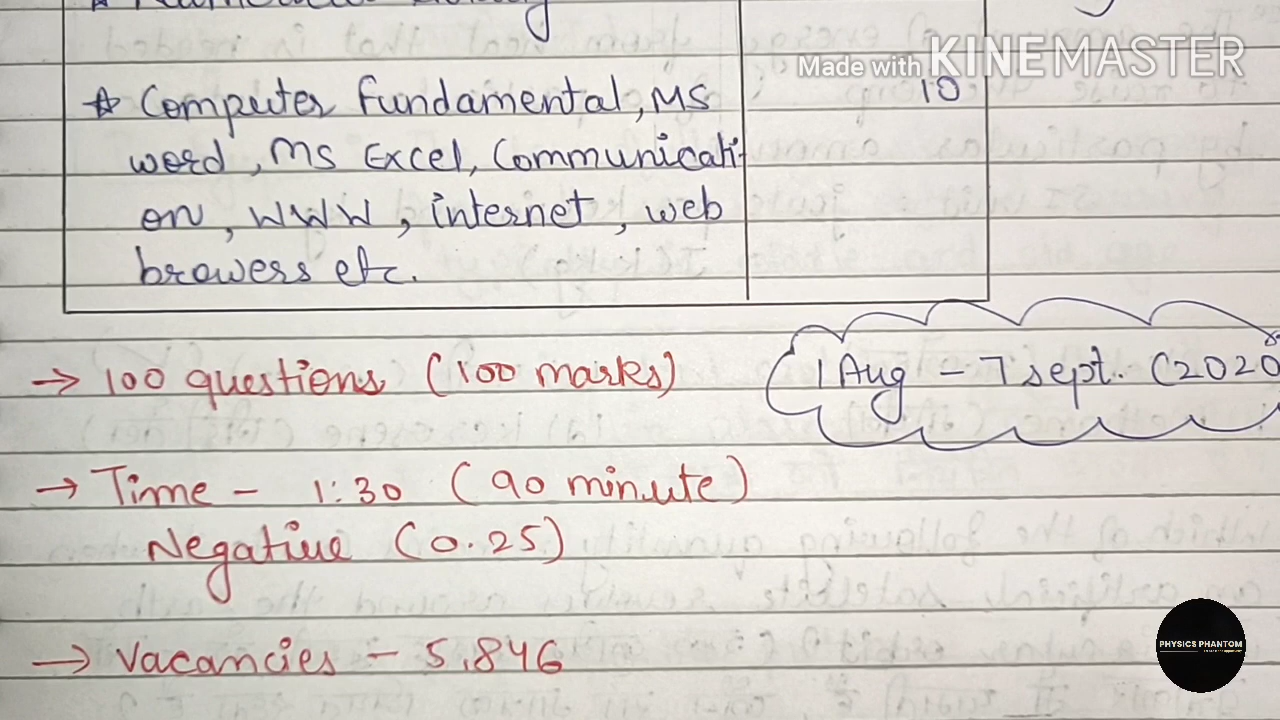 Made with KINEMASTER
☆ Computer Fundamental, MS 10
word, MS Excel, Communicati-
on, WWW, internet, web
browers etc.
→ 100 questions (100 marks)
1 Aug - 7 sept. (2020
→ Time - 1:30 (90 minute)
Negative (0.25)
→ Vacancies - 5,846
PHYSICS PHANTOM